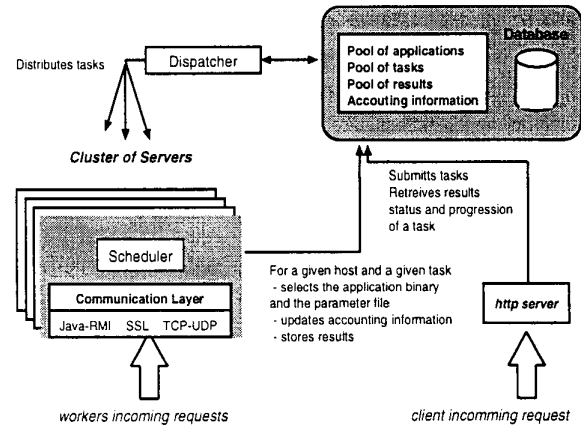 Database
Pool of applications
Pool of tasks
Pool of results
Accouting information
Dispatcher
Distributes tasks
Cluster of Servers
Submitts tasks
Retreives results
status and progression
of a task
Scheduler
Communication Layer
Java-RMI SSL TCP-UDP
For a given host and a given task
- selects the application binary
and the parameter file
- updates accounting information
- stores results
http server
workers incoming requests
client incomming request